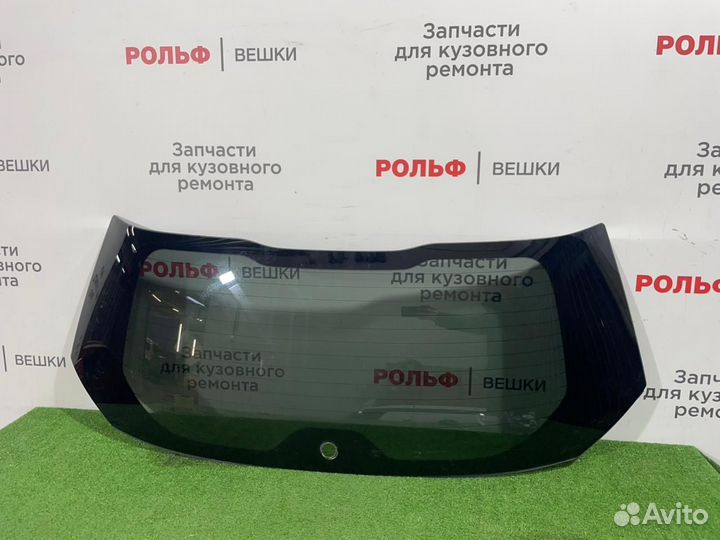 Запчасти
для кузовного
ремонта
РОЛЬФ | ВЕШКИ
РОЛЬФ |
Запчасти
для кузовного
ремонта
РОЛЬФ | ВЕШКИ
ВЕШКИ
Запчасти
для кузовного
ремонта
РОЛЬФ | ВЕШКИ
Запчасти
для кузовного
ремонта
РОЛЬФ |
Запчасти
для кузовного
ремонта
РОЛЬФ | ВЕШКИ
ВЕШКИ
Запчасти
для кузовного
ремонта
Avito